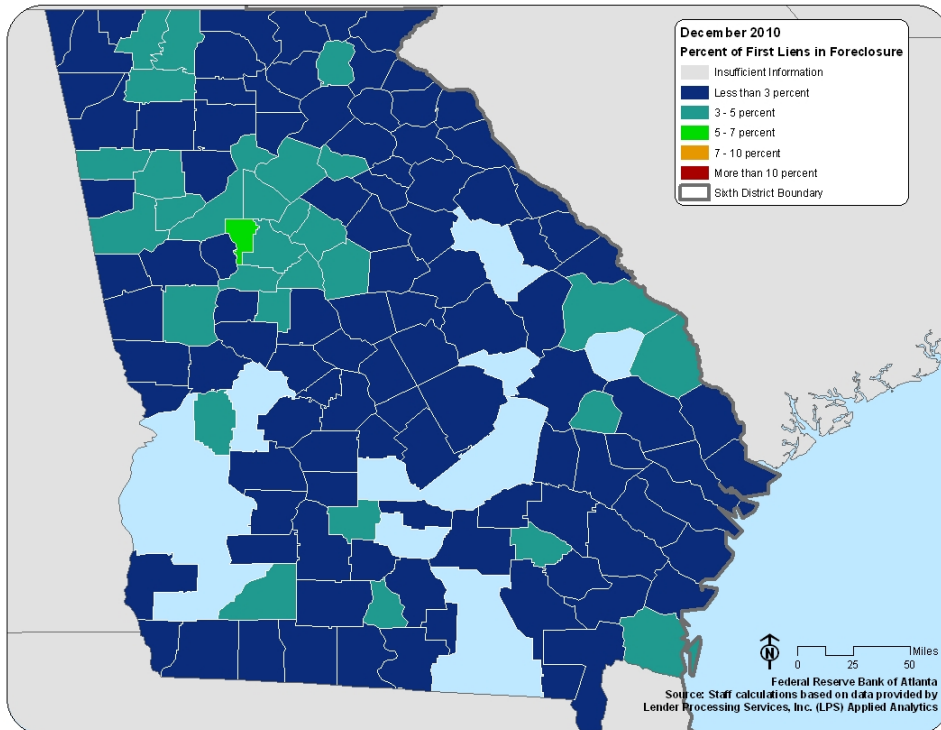 December 2010
Percent of First Liens in Foreclosure
Insufficient Information
Less than 3 percent
3 - 5 percent
5 - 7 percent
7 - 10 percent
More than 10 percent
Sixth District Boundary
N
Miles
0 25 50
Federal Reserve Bank of Atlanta
Source: Staff calculations based on data provided by
Lender Processing Services, Inc. (LPS) Applied Analytics